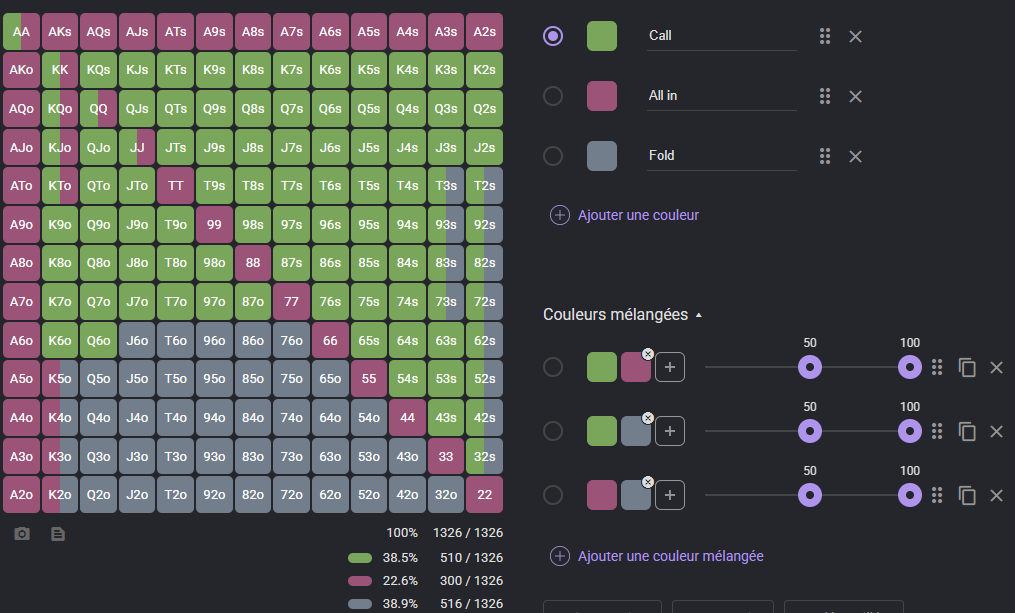 AA AKs AQs AJs ATs A9s A8s A7s A6s A5s A4s A3s A2s
AKo KK KQs KJs KTs K9s K8s K7s K6s K5s K4s K3s K2s
AQo KQo QQ QJs QTs Q9s Q8s Q7s Q6s Q5s Q4s Q3s Q2s
AJo KJo QJo JJ JTs J9s J8s J7s J6s J5s J4s J3s J2s
ATo KTo QTo JTo TT T9s T8s T7s T6s T5s T4s T3s T2s
A9o K9o Q9o J9o T9o 99 98s 97s 96s 95s 94s 93s 92s
A8o K8o Q8o J8o T8o 98o 88 87s 86s 85s 84s 83s 82s
A7o K7o Q7o J7o T7o 97o 87o 77 76s 75s 74s 73s 72s
A6o K6o Q6o J6o T6o 96o 86o 76o 66 65s 64s 63s 62s
A5o K5o Q5o J5o T5o 95o 85o 75o 65o 55 54s 53s 52s
A4o K4o Q4o J4o T4o 94o 84o 74o 64o 54o 44 43s 42s
A3o K3o Q3o J3o T3o 93o 83o 73o 63o 53o 43o 33 32s
A2o K2o Q2o J2o T2o 92o 82o 72o 62o 52o 42o 32o 22
100% 1326 / 1326
38.5% 510 / 1326
22.6% 300 / 1326
38.9% 516 / 1326
Call
All in
Fold
Ajouter une couleur
Couleurs mélangées
50 100
50 100
50 100
Ajouter une couleur mélangée